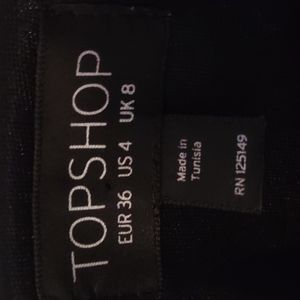 TOPSHOP
EUR 36 US 4 UK 8
Made in
Tunisia
RN 125149